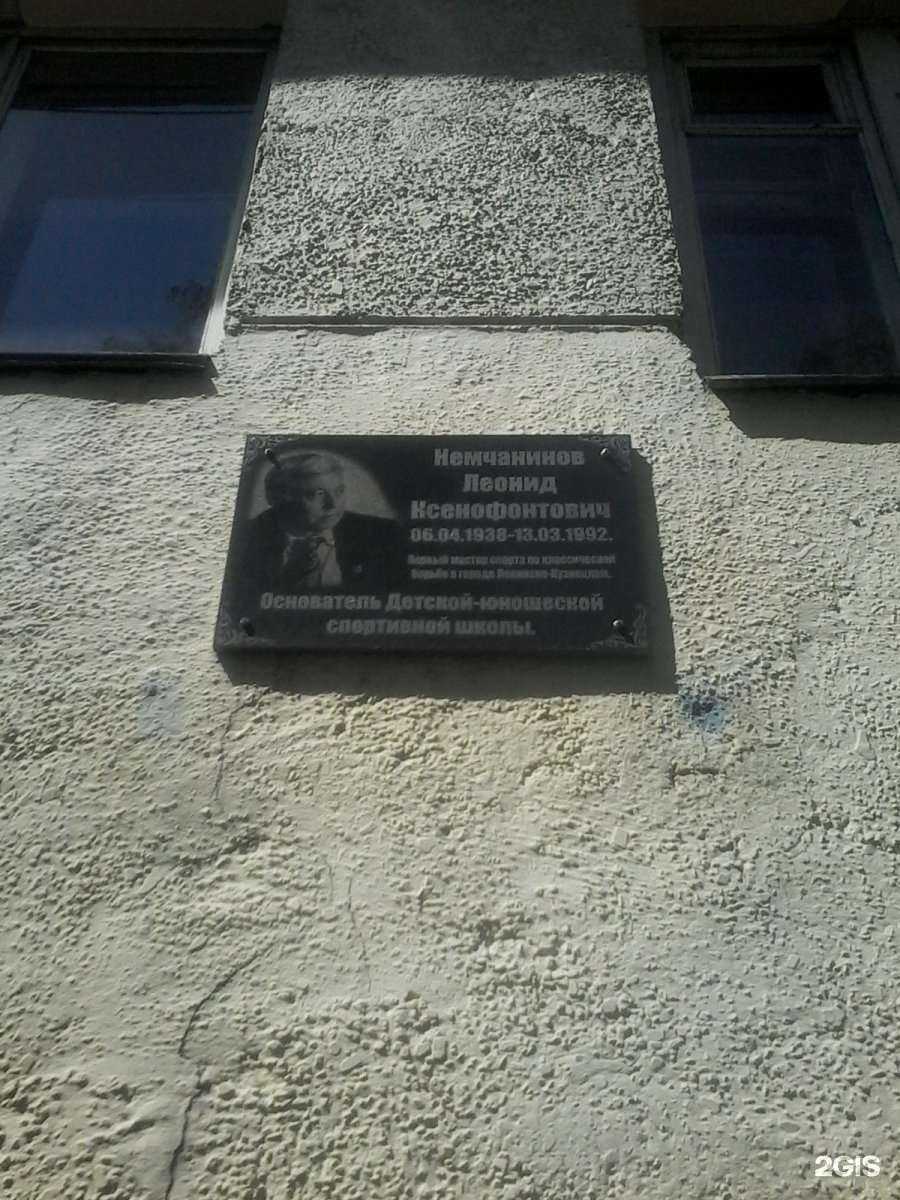 Немчанинов
Леонид
Ксенофонтович
06.04.1938-13.03.1992.
Первый мастер спорта по классической
борьбе в городе Ленинске-Кузнецком.
Основатель Детской-юношеской
спортивной школы.
2GIS